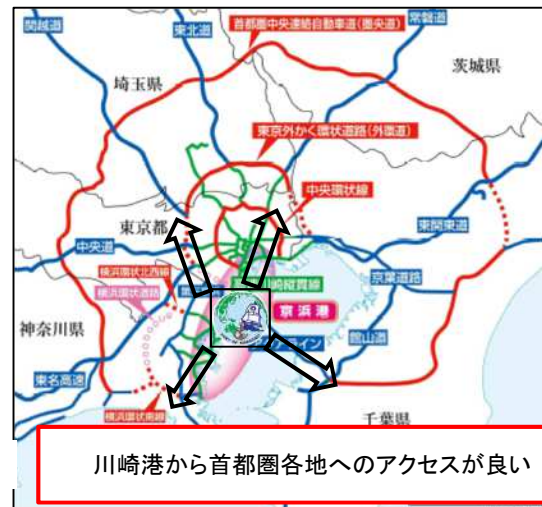 関越道
東北道
首都圏中央連絡自動車道(圏央道)
常磐道
埼玉県
茨城県
東京外かく環状道路(外環道)
中央環状線
東京都
東関東道
中央道
横浜環状北西線
横浜環状道路
川崎縦貫線
京葉道路
京浜港
神奈川県
館山道
東名高速
千葉県
川崎港から首都圏各地へのアクセスが良い